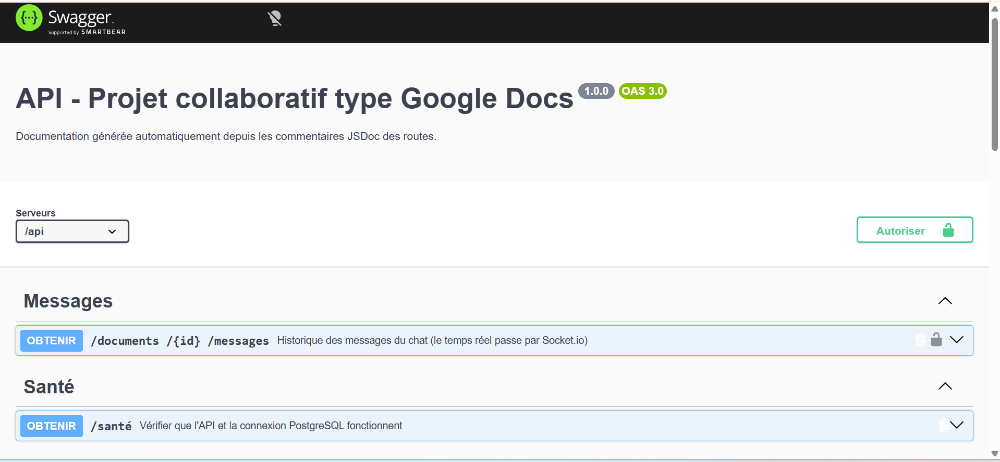 Swagger
Supported by SMARTBEAR
API - Projet collaboratif type Google Docs 1.0.0 OAS 3.0
Documentation générée automatiquement depuis les commentaires JSDoc des routes.
Serveurs
/api
Autoriser
Messages
OBTENIR /documents /{id} /messages Historique des messages du chat (le temps réel passe par Socket.io)
Santé
OBTENIR /santé Vérifier que l'API et la connexion PostgreSQL fonctionnent